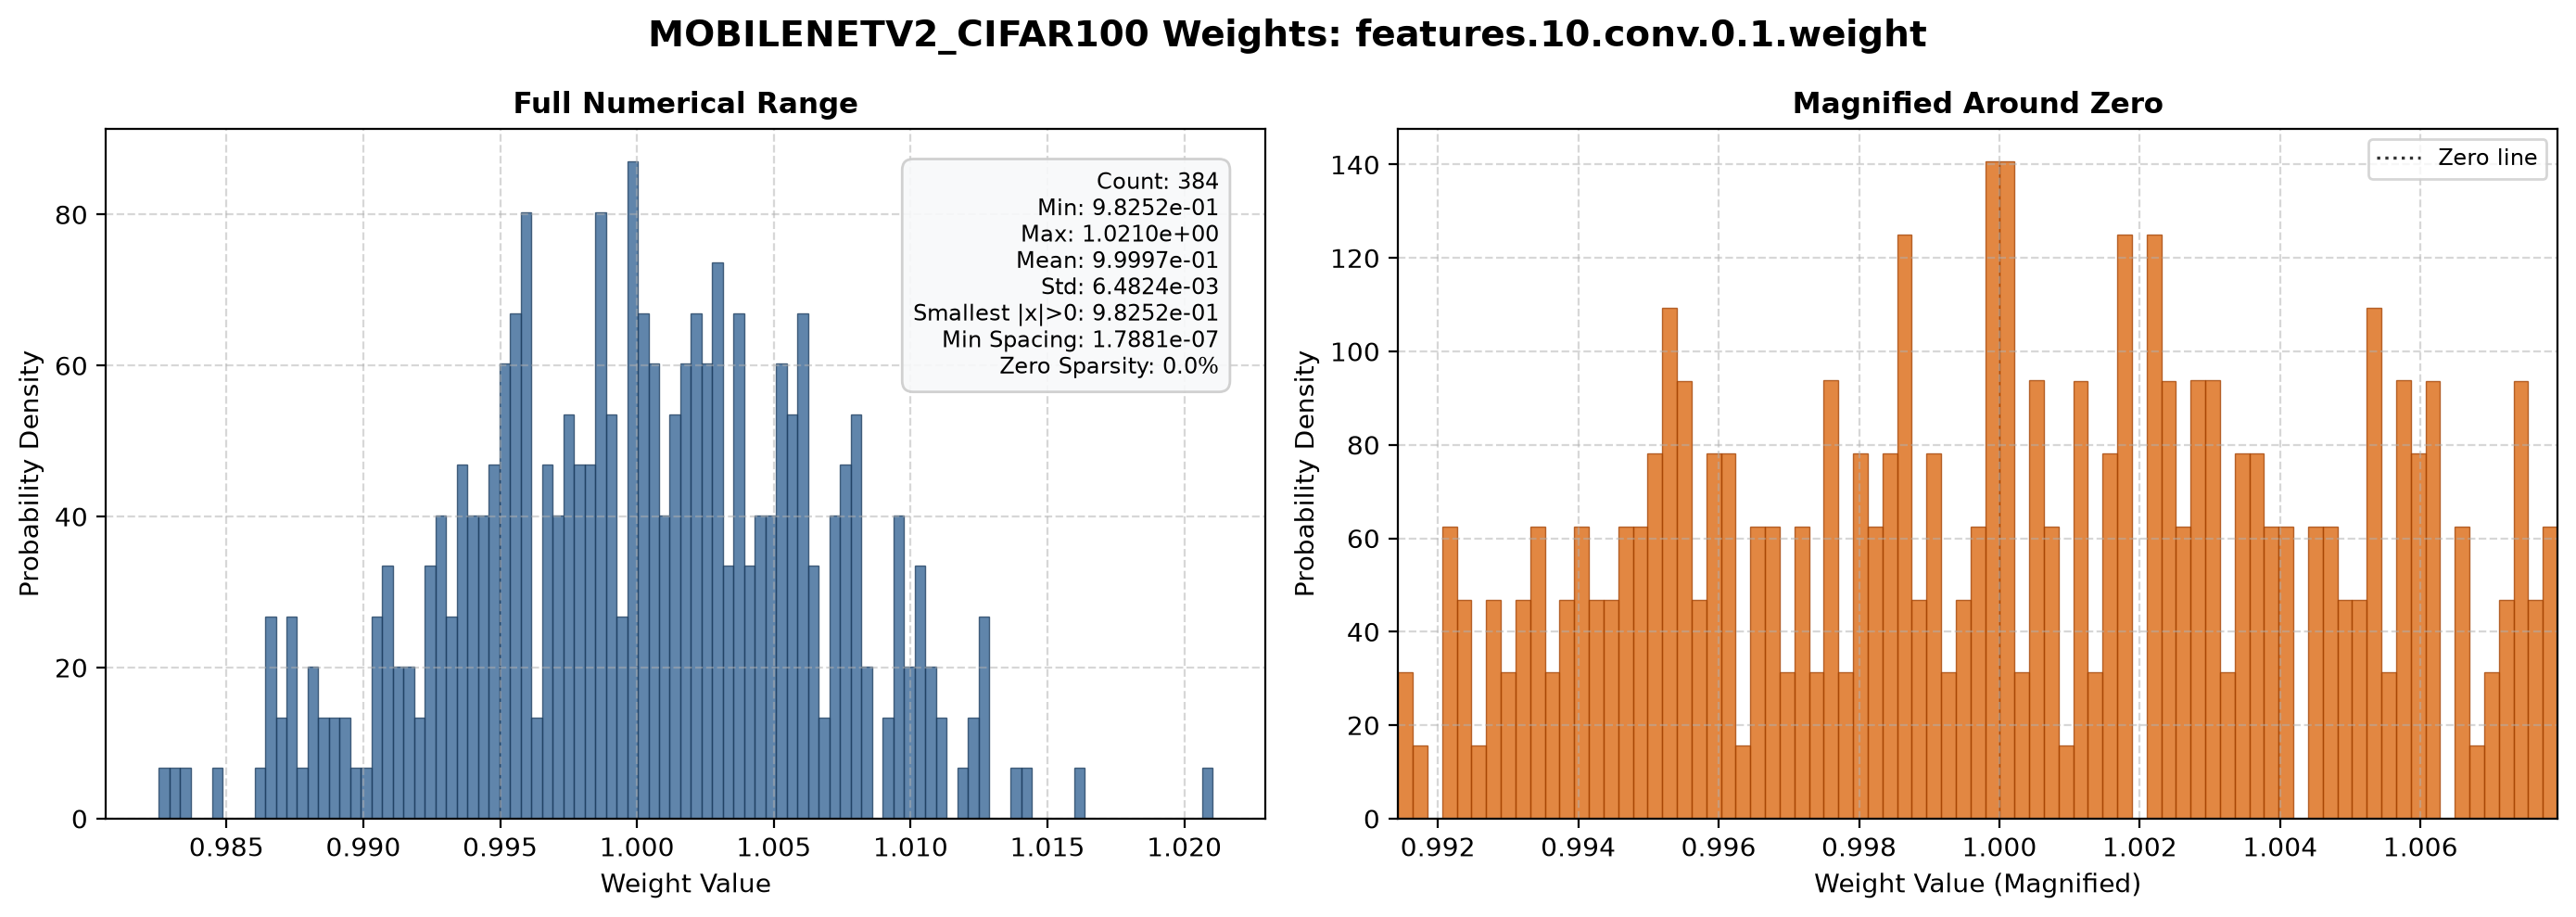 MOBILENETV2_CIFAR100 Weights: features.10.conv.0.1.weight
Full Numerical Range
80
60
40
20
0
Probability Density
Count: 384
Min: 9.8252e-01
Max: 1.0210e+00
Mean: 9.9997e-01
Std: 6.4824e-03
Smallest |x|>0: 9.8252e-01
Min Spacing: 1.7881e-07
Zero Sparsity: 0.0%
0.985 0.990 0.995 1.000 1.005 1.010 1.015 1.020
Weight Value
Magnified Around Zero
Zero line
140
120
100
80
60
40
20
0
Probability Density
0.992 0.994 0.996 0.998 1.000 1.002 1.004 1.006
Weight Value (Magnified)